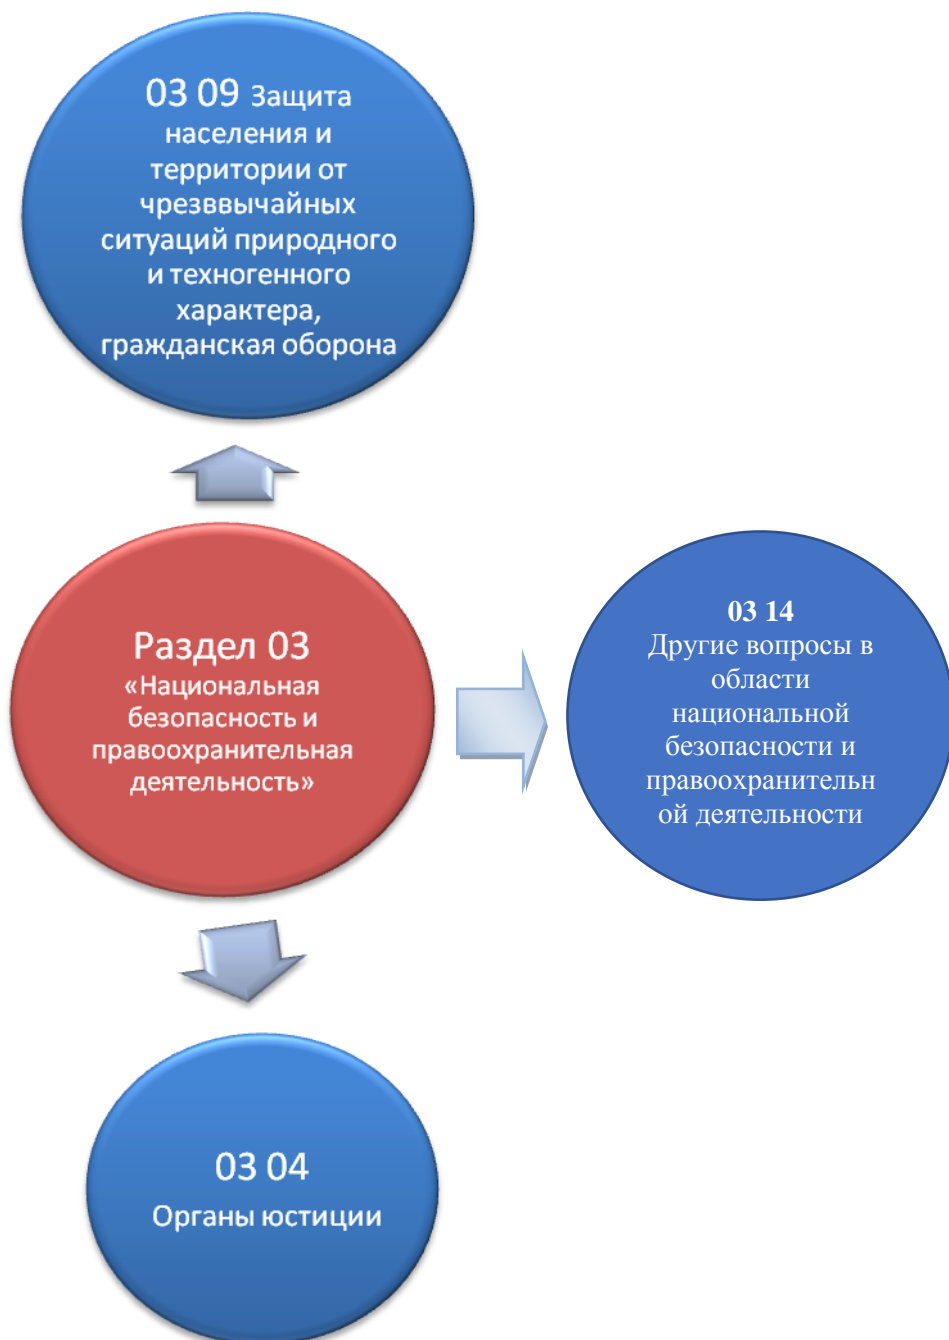 03 09 Защита
населения и
территории от
чрезввычайных
ситуаций природного
и техногенного
характера,
гражданская оборона
Раздел 03
«Национальная
безопасность и
правоохранительная
деятельность»
03 14
Другие вопросы в
области
национальной
безопасности и
правоохранительн
ой деятельности
03 04
Органы юстиции